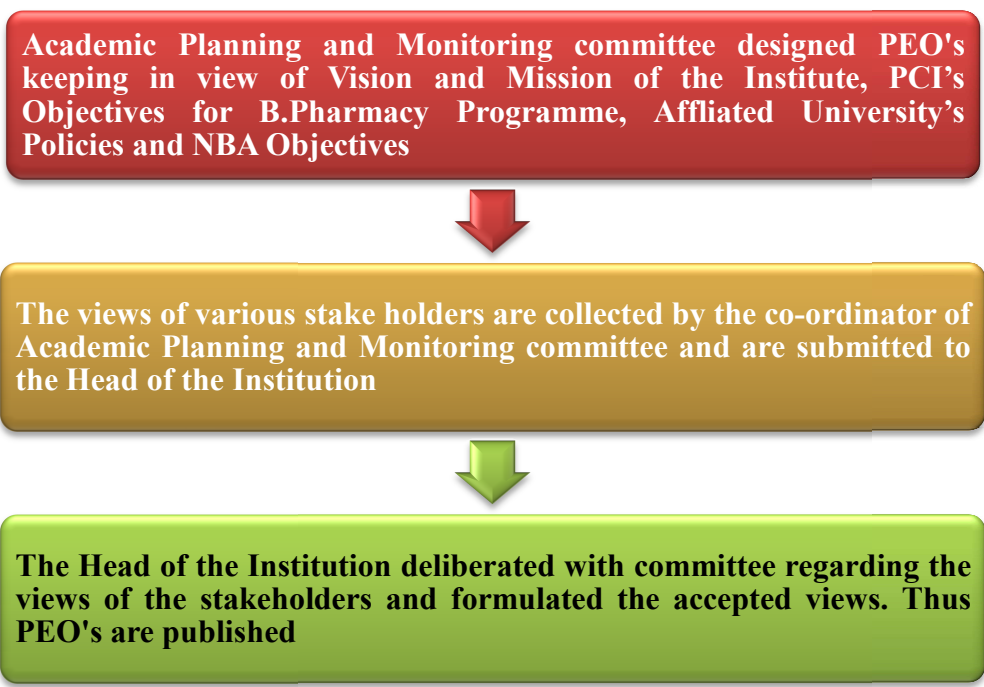 Academic Planning and Monitoring committee designed PEO's
keeping in view of Vision and Mission of the Institute, PCI’s
Objectives for B.Pharmacy Programme, Affliated University’s
Policies and NBA Objectives
The views of various stake holders are collected by the co-ordinator of
Academic Planning and Monitoring committee and are submitted to
the Head of the Institution
The Head of the Institution deliberated with committee regarding the
views of the stakeholders and formulated the accepted views. Thus
PEO's are published